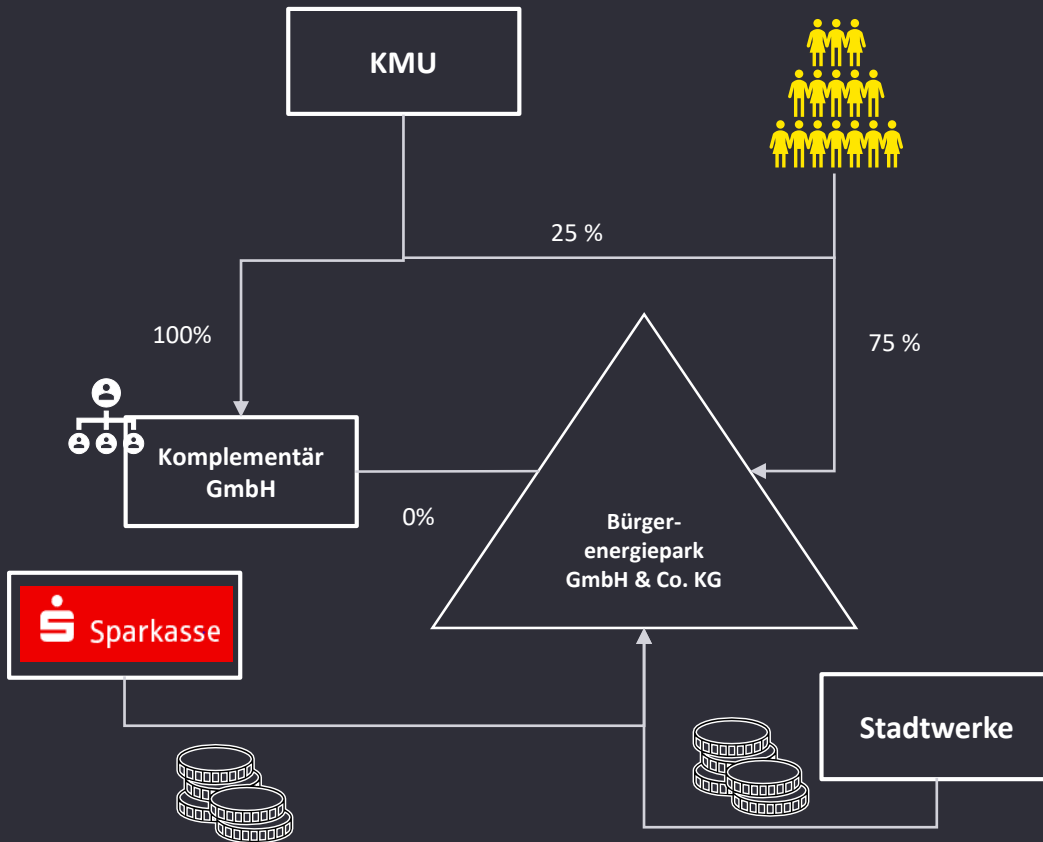 KMU
25 %
100%
75 %
Komplementär
GmbH
0%
Bürger-
energiepark
GmbH & Co. KG
Sparkasse
Stadtwerke